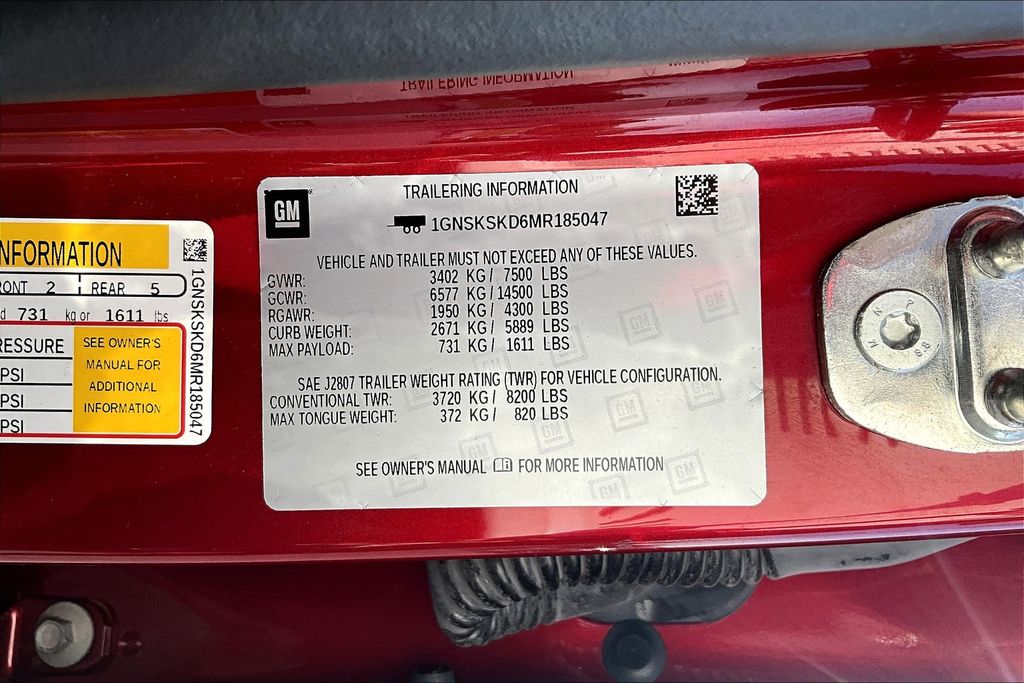 TRAILERING INFORMATION
GM
TRAILERING INFORMATION
1GNSKSKD6MR185047
VEHICLE AND TRAILER MUST NOT EXCEED ANY OF THESE VALUES.
GVWR: 3402 KG / 7500 LBS
GCWR: 6577 KG / 14500 LBS
RGAWR: 1950 KG / 4300 LBS
CURB WEIGHT: 2671 KG / 5889 LBS
MAX PAYLOAD: 731 KG / 1611 LBS
SAE J2807 TRAILER WEIGHT RATING (TWR) FOR VEHICLE CONFIGURATION.
CONVENTIONAL TWR: 3720 KG / 8200 LBS
MAX TONGUE WEIGHT: 372 KG / 820 LBS
SEE OWNER'S MANUAL FOR MORE INFORMATION
NFORMATION
RONT 2 REAR 5
d 731 kg or 1611 lbs
RESSURE
PSI
PSI
PSI
SEE OWNER'S
MANUAL FOR
ADDITIONAL
INFORMATION
1GNSKSKD6MR185047